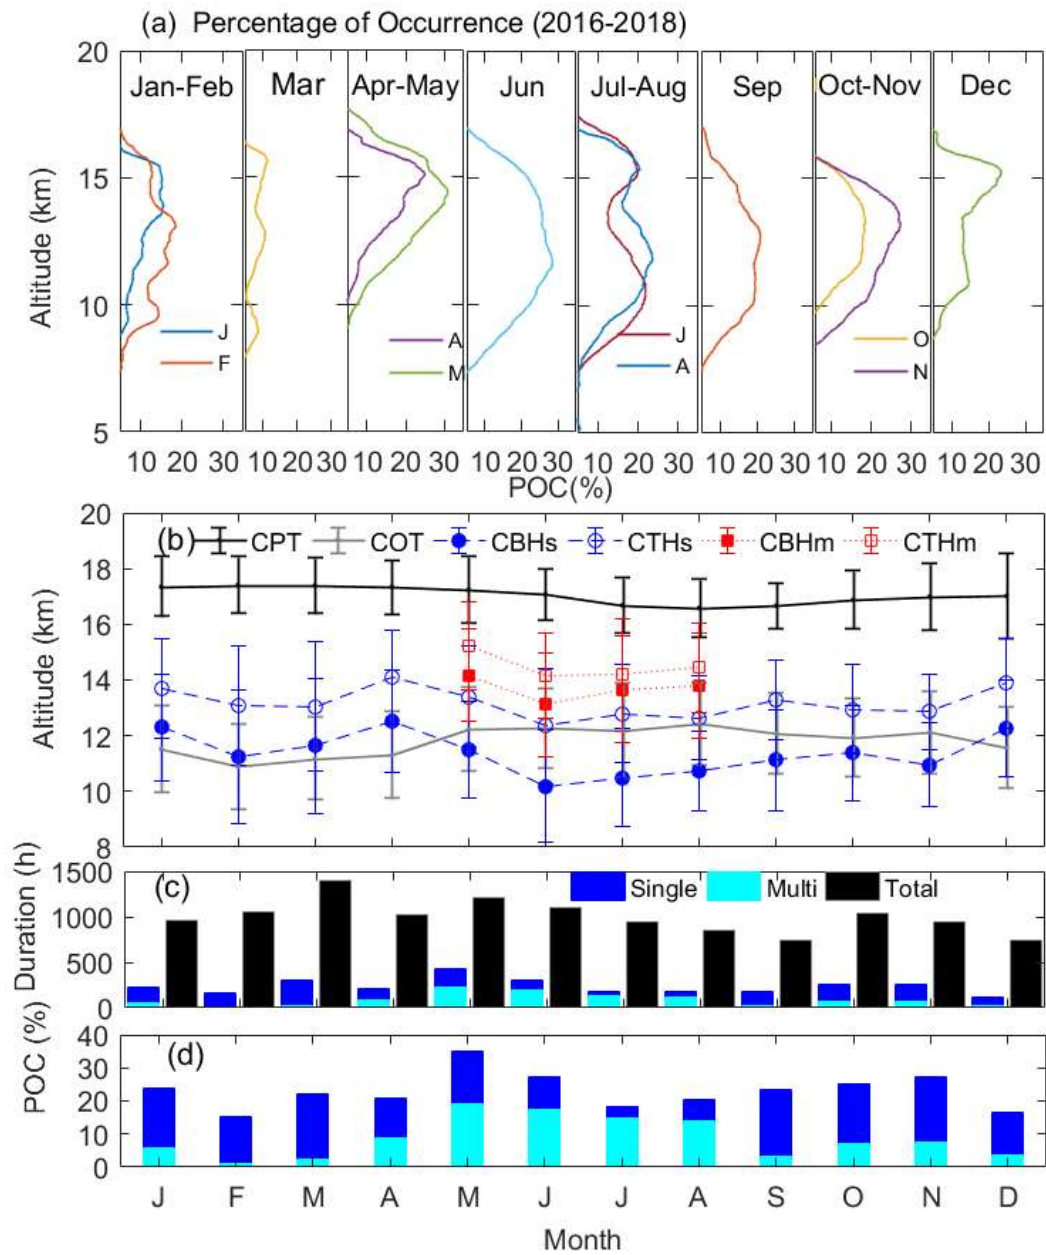 (a) Percentage of Occurrence (2016-2018)
20
15
10
5
Altitude (km)
Jan-Feb Mar Apr-May Jun Jul-Aug Sep Oct-Nov Dec
J
F
A
M
J
A
O
N
10 20 30 10 20 30 10 20 30 10 20 30 10 20 30 10 20 30 10 20 30 10 20 30
POC(%)
20
18
16
14
12
10
8
Altitude (km)
(b) CPT COT CBHs CTHs CBHm CTHm
1500
1000
500
0
Duration (h)
(c) Single Multi Total
40
30
20
10
0
POC (%)
(d)
J F M A M J J A S O N D
Month